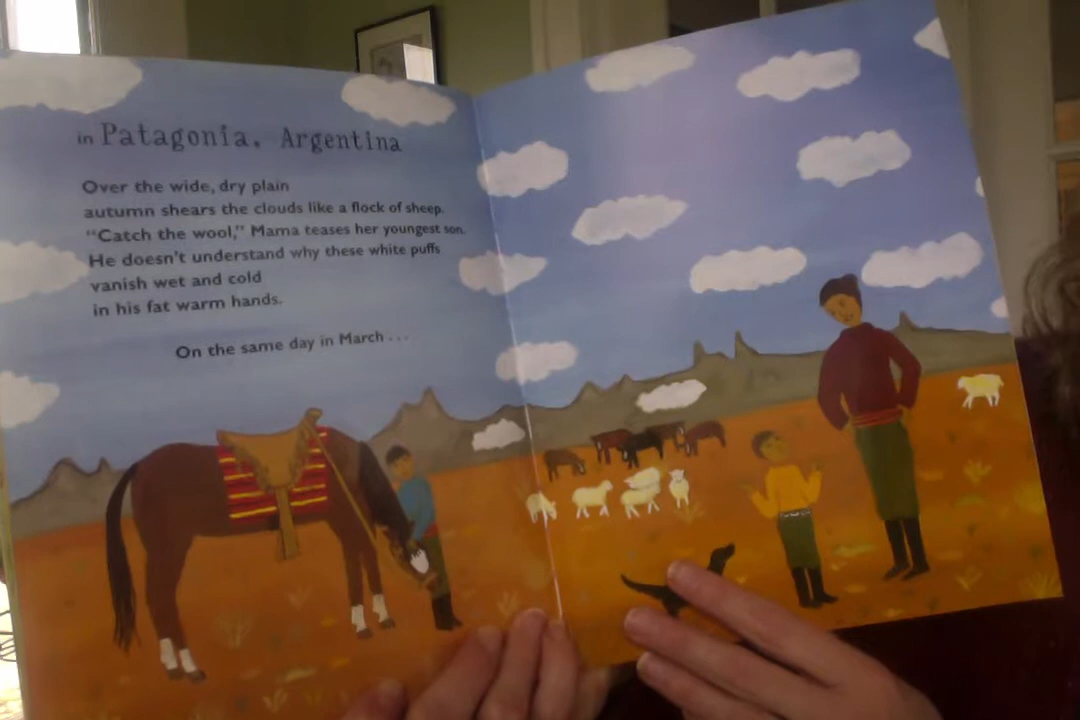 in Patagonia, Argentina
Over the wide, dry plain
autumn shears the clouds like a flock of sheep.
"Catch the wool," Mama teases her youngest son.
He doesn't understand why these white puffs
vanish wet and cold
in his fat warm hands.
On the same day in March . . .